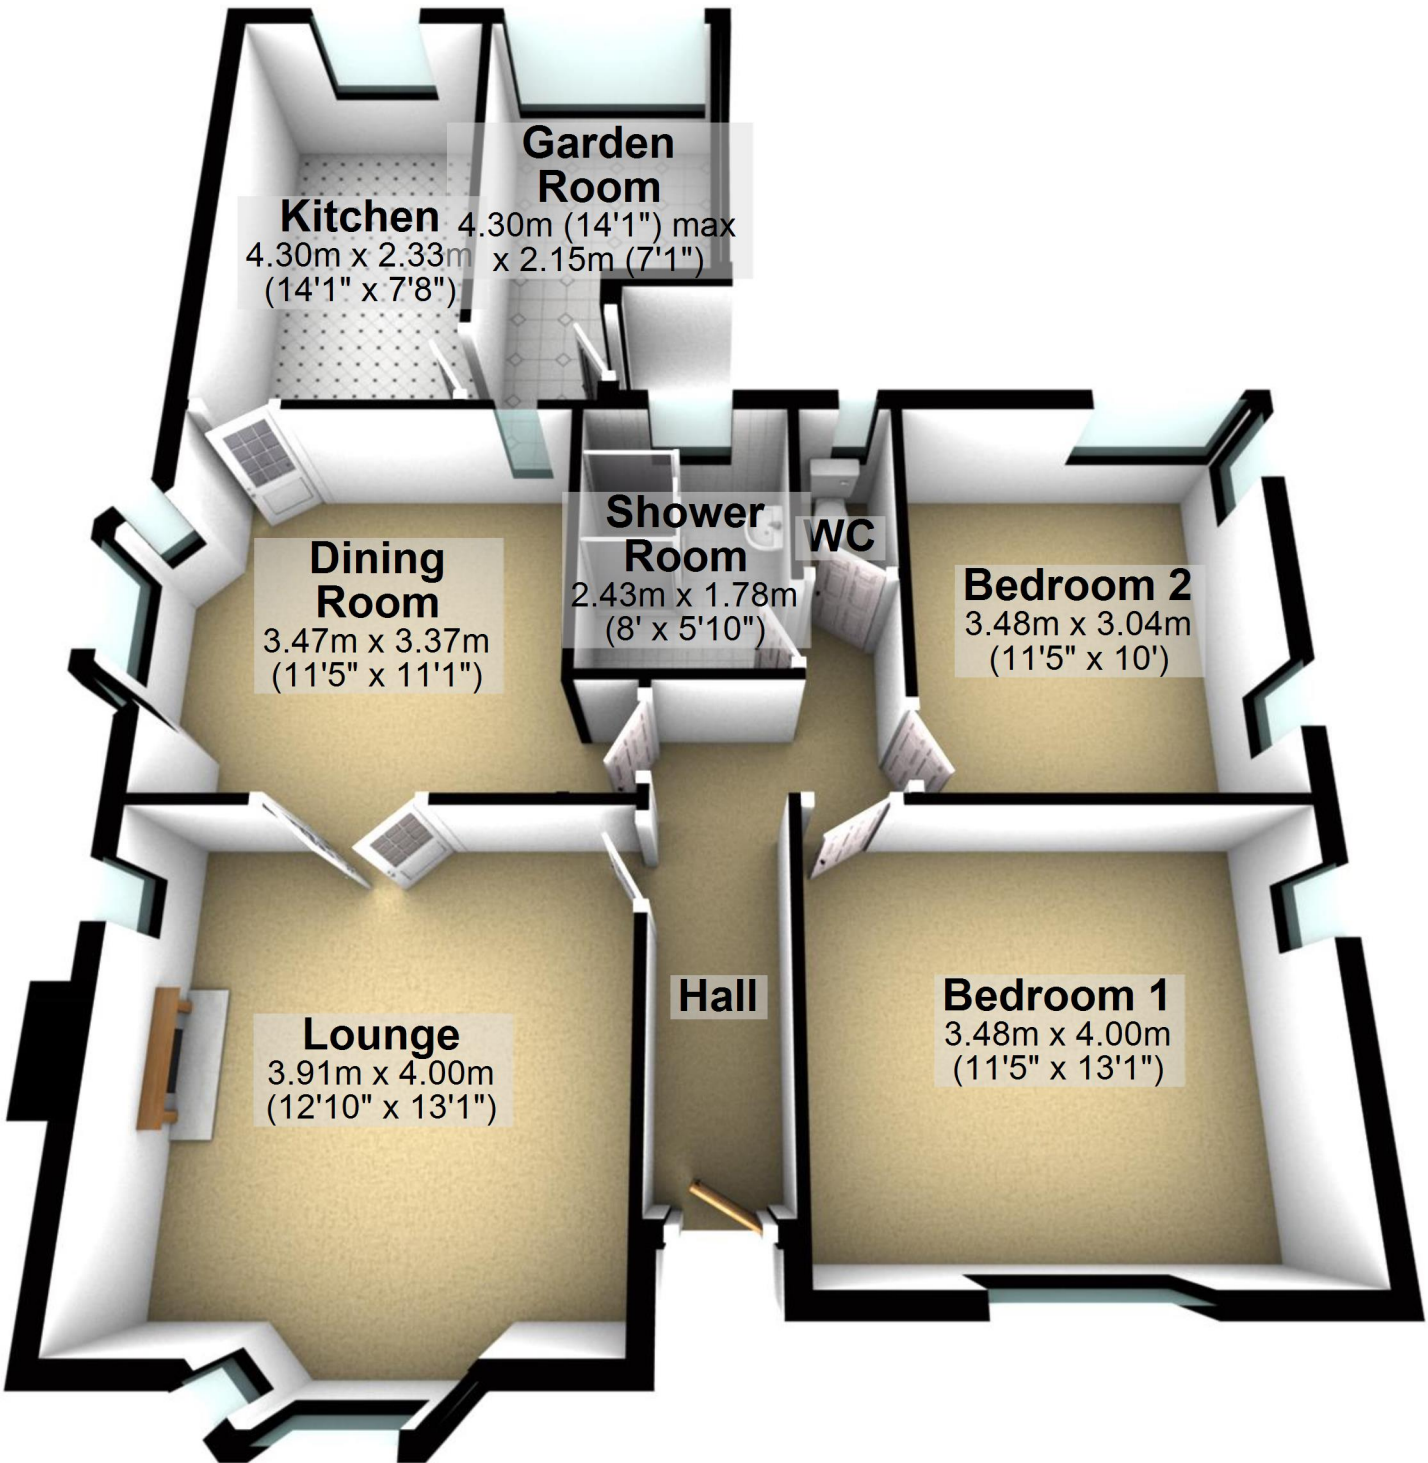 Garden
Room
4.30m (14'1") max
x 2.15m (7'1")
Kitchen
4.30m x 2.33m
(14'1" x 7'8")
Shower
Room
2.43m x 1.78m
(8' x 5'10")
WC
Dining
Room
3.47m x 3.37m
(11'5" x 11'1")
Bedroom 2
3.48m x 3.04m
(11'5" x 10')
Hall
Bedroom 1
3.48m x 4.00m
(11'5" x 13'1")
Lounge
3.91m x 4.00m
(12'10" x 13'1")